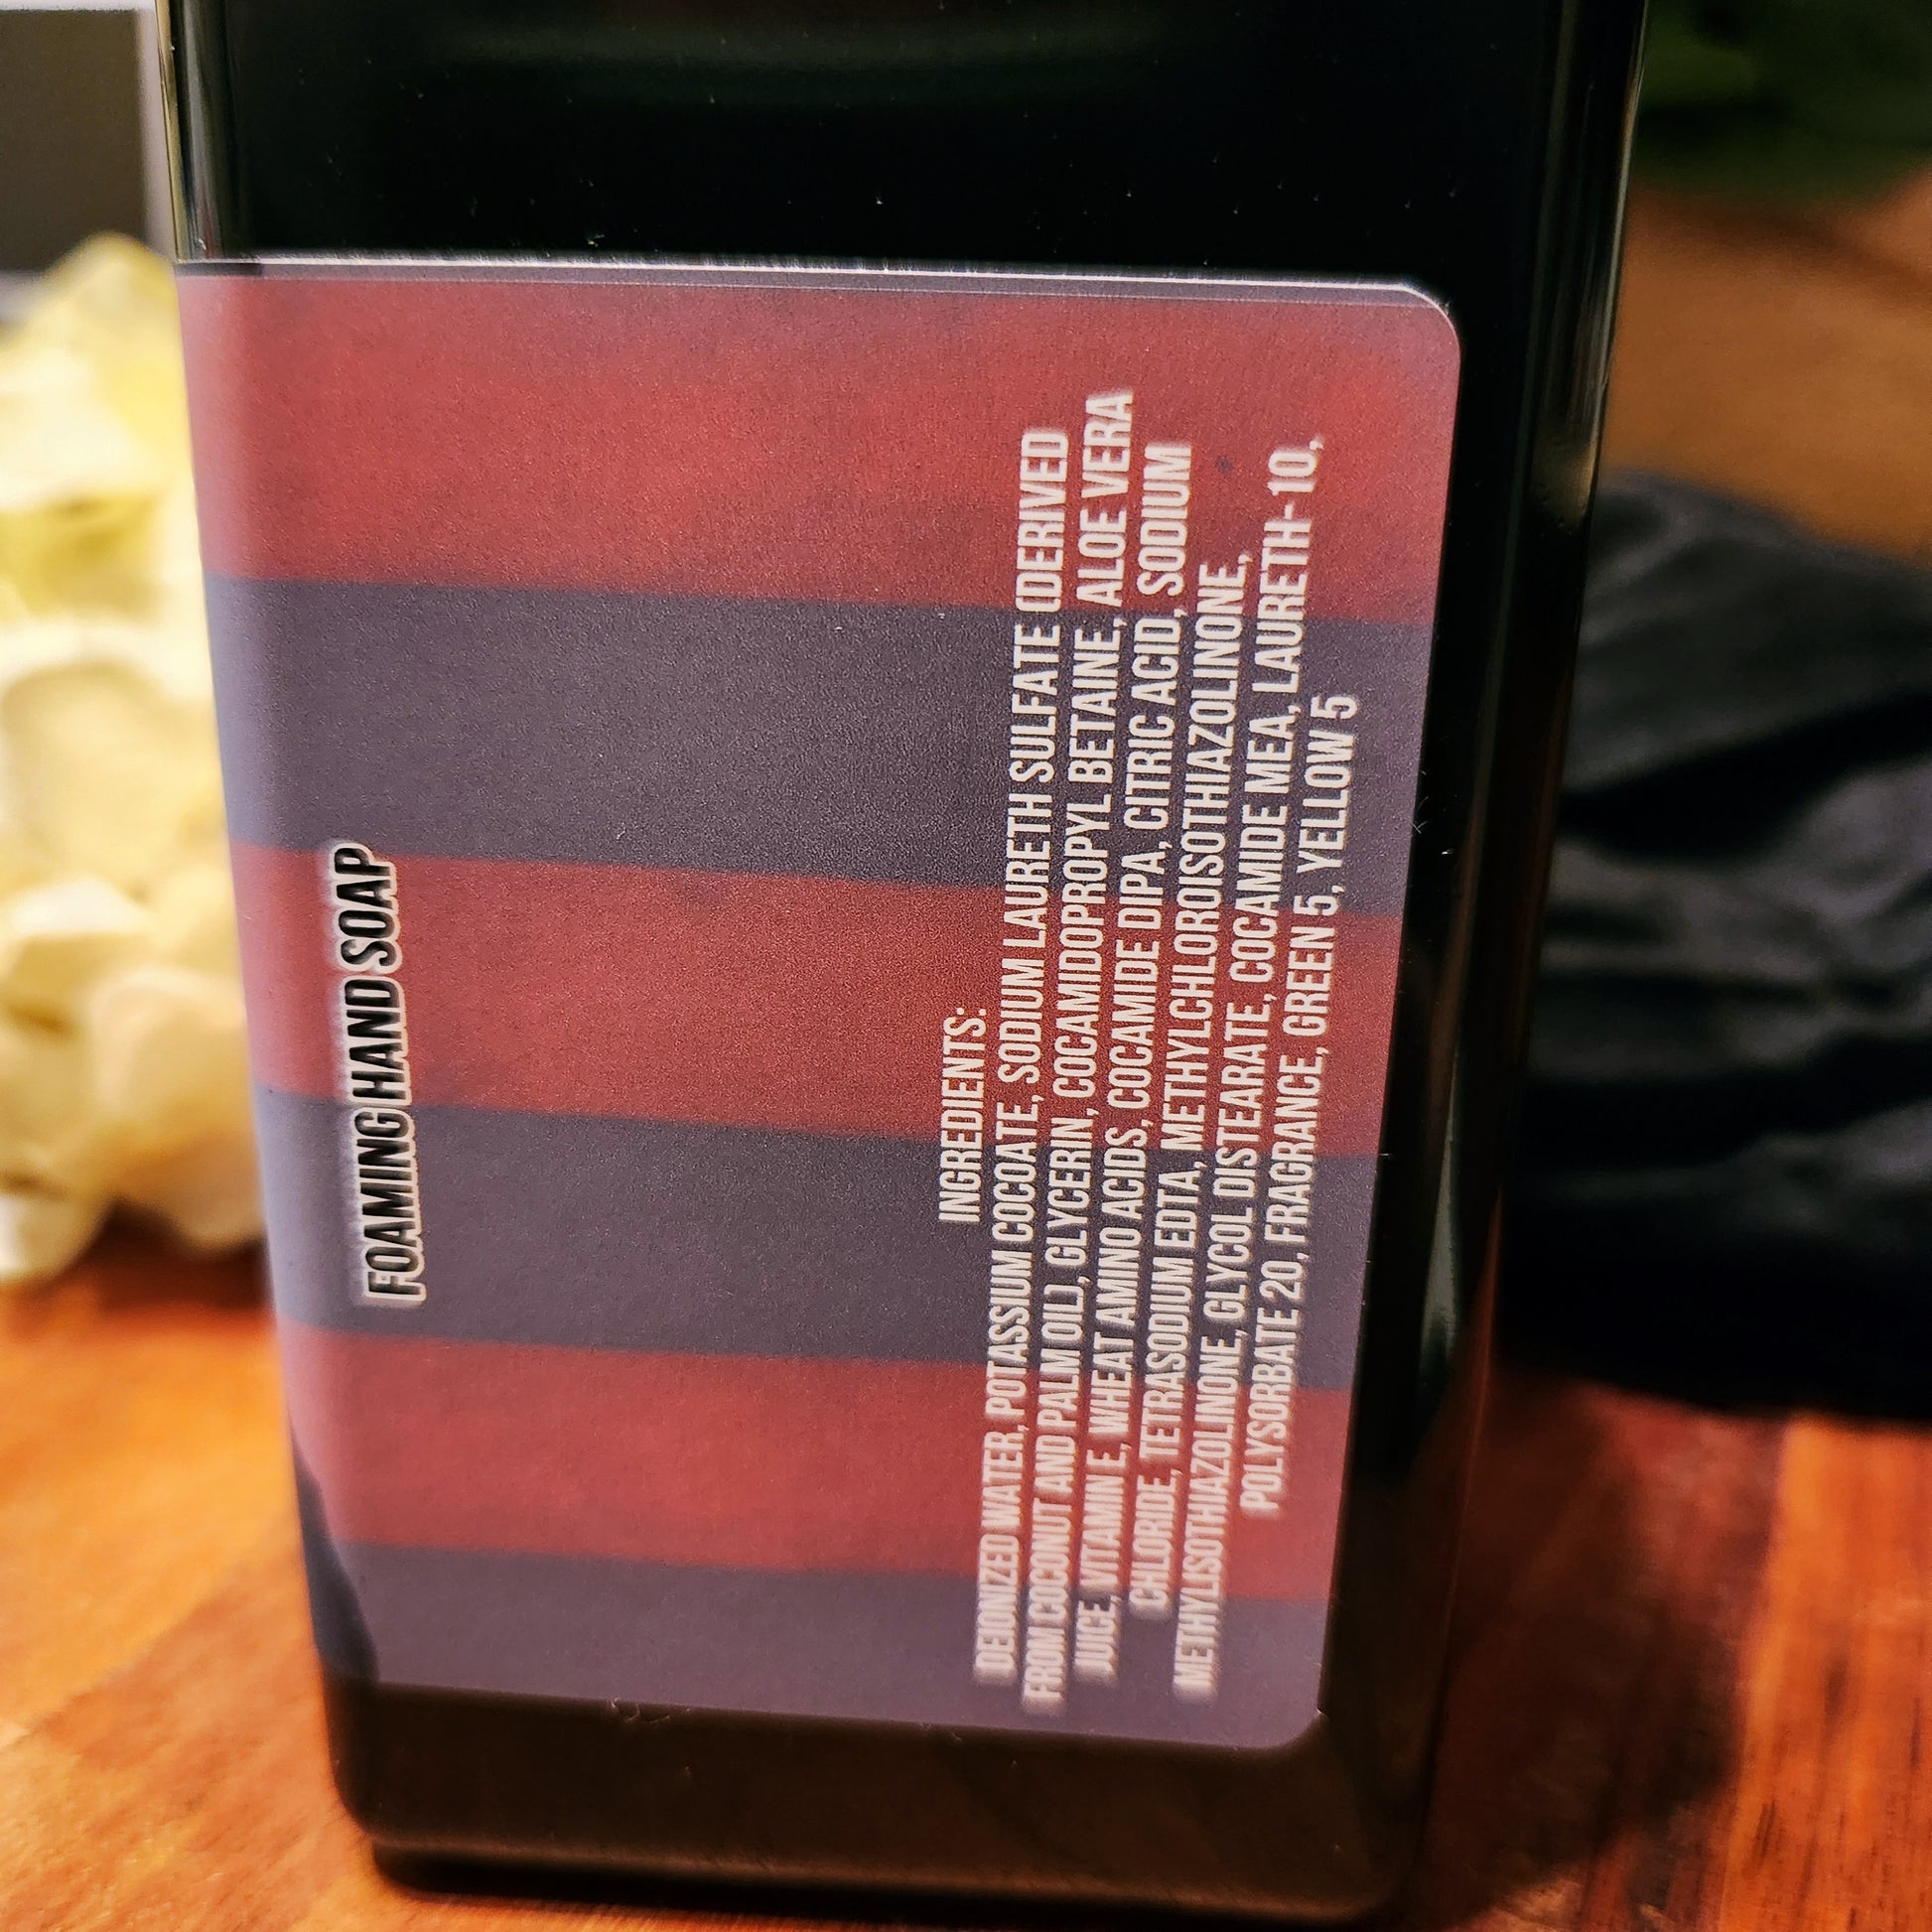 FOAMING HAND SOAP
INGREDIENTS:
DEIONIZED WATER, POTASSIUM COCOATE, SODIUM LAURETH SULFATE (DERIVED
FROM COCONUT AND PALM OIL), GLYCERIN, COCAMIDOPROPYL BETAINE, ALOE VERA
JUICE, VITAMIN E, WHEAT AMINO ACIDS, COCAMIDE DIPA, CITRIC ACID, SODIUM
CHLORIDE, TETRASODIUM EDTA, METHYLCHLOROISOTHIAZOLINONE,
METHYLISOTHIAZOLINONE, GLYCOL DISTEARATE, COCAMIDE MEA, LAURETH-10,
POLYSORBATE 20, FRAGRANCE, GREEN 5, YELLOW 5